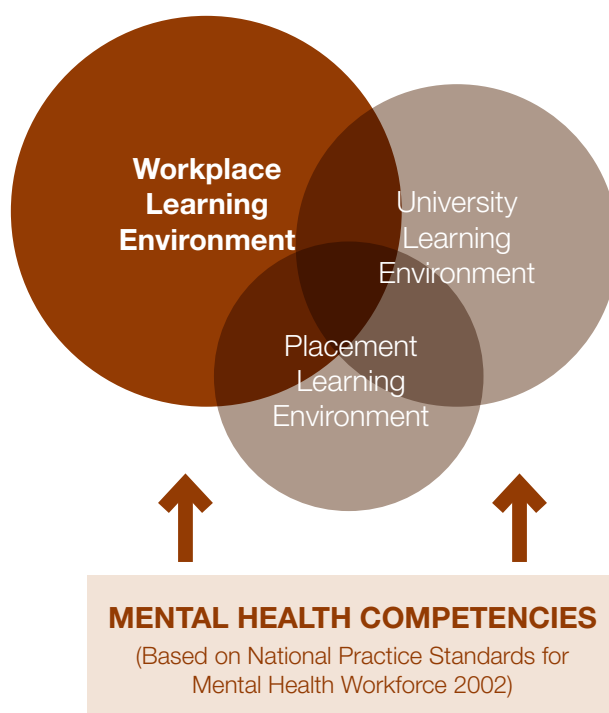 Workplace
Learning
Environment
University
Learning
Environment
Placement
Learning
Environment
MENTAL HEALTH COMPETENCIES
(Based on National Practice Standards for
Mental Health Workforce 2002)